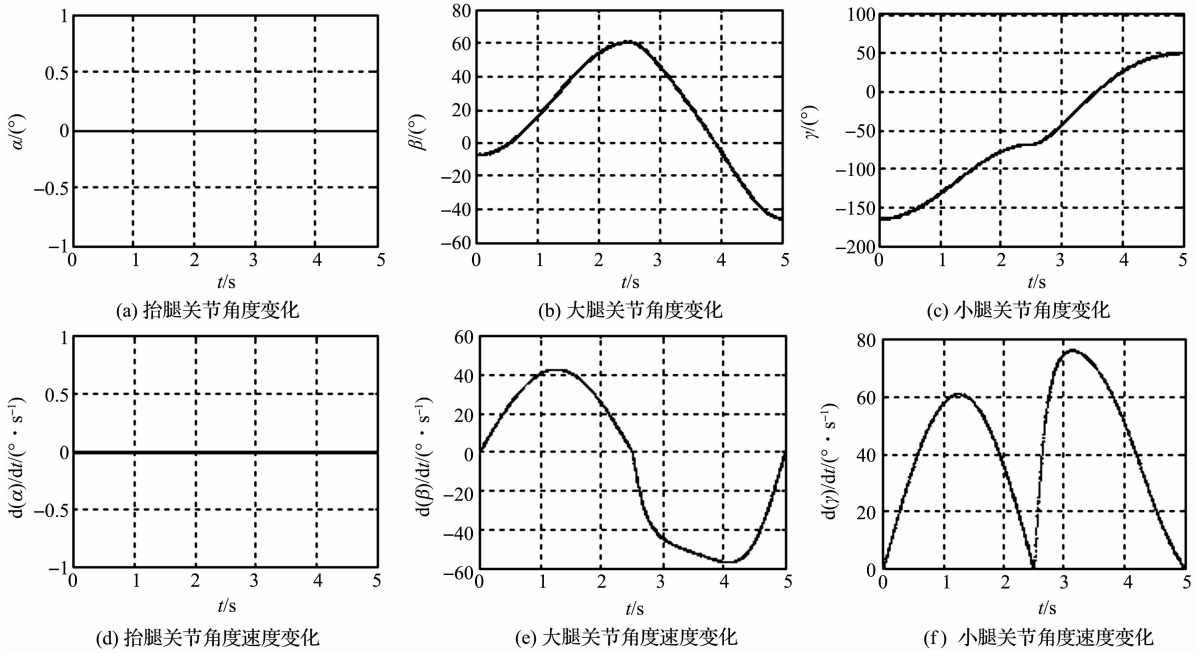 1
0.5
0
−0.5
−1
α/(°)
0 1 2 3 4 5
t/s
(a) 抬腿关节角度变化
80
60
40
20
0
−20
−40
−60
β/(°)
0 1 2 3 4 5
t/s
(b) 大腿关节角度变化
100
50
0
−50
−100
−150
−200
γ/(°)
0 1 2 3 4 5
t/s
(c) 小腿关节角度变化
1
0.5
0
−0.5
−1
d(α)/dt/(°·s⁻¹)
0 1 2 3 4 5
t/s
(d) 抬腿关节角度速度变化
60
40
20
0
−20
−40
−60
d(β)/dt/(°·s⁻¹)
0 1 2 3 4 5
t/s
(e) 大腿关节角度速度变化
80
60
40
20
0
d(γ)/dt/(°·s⁻¹)
0 1 2 3 4 5
t/s
(f) 小腿关节角度速度变化